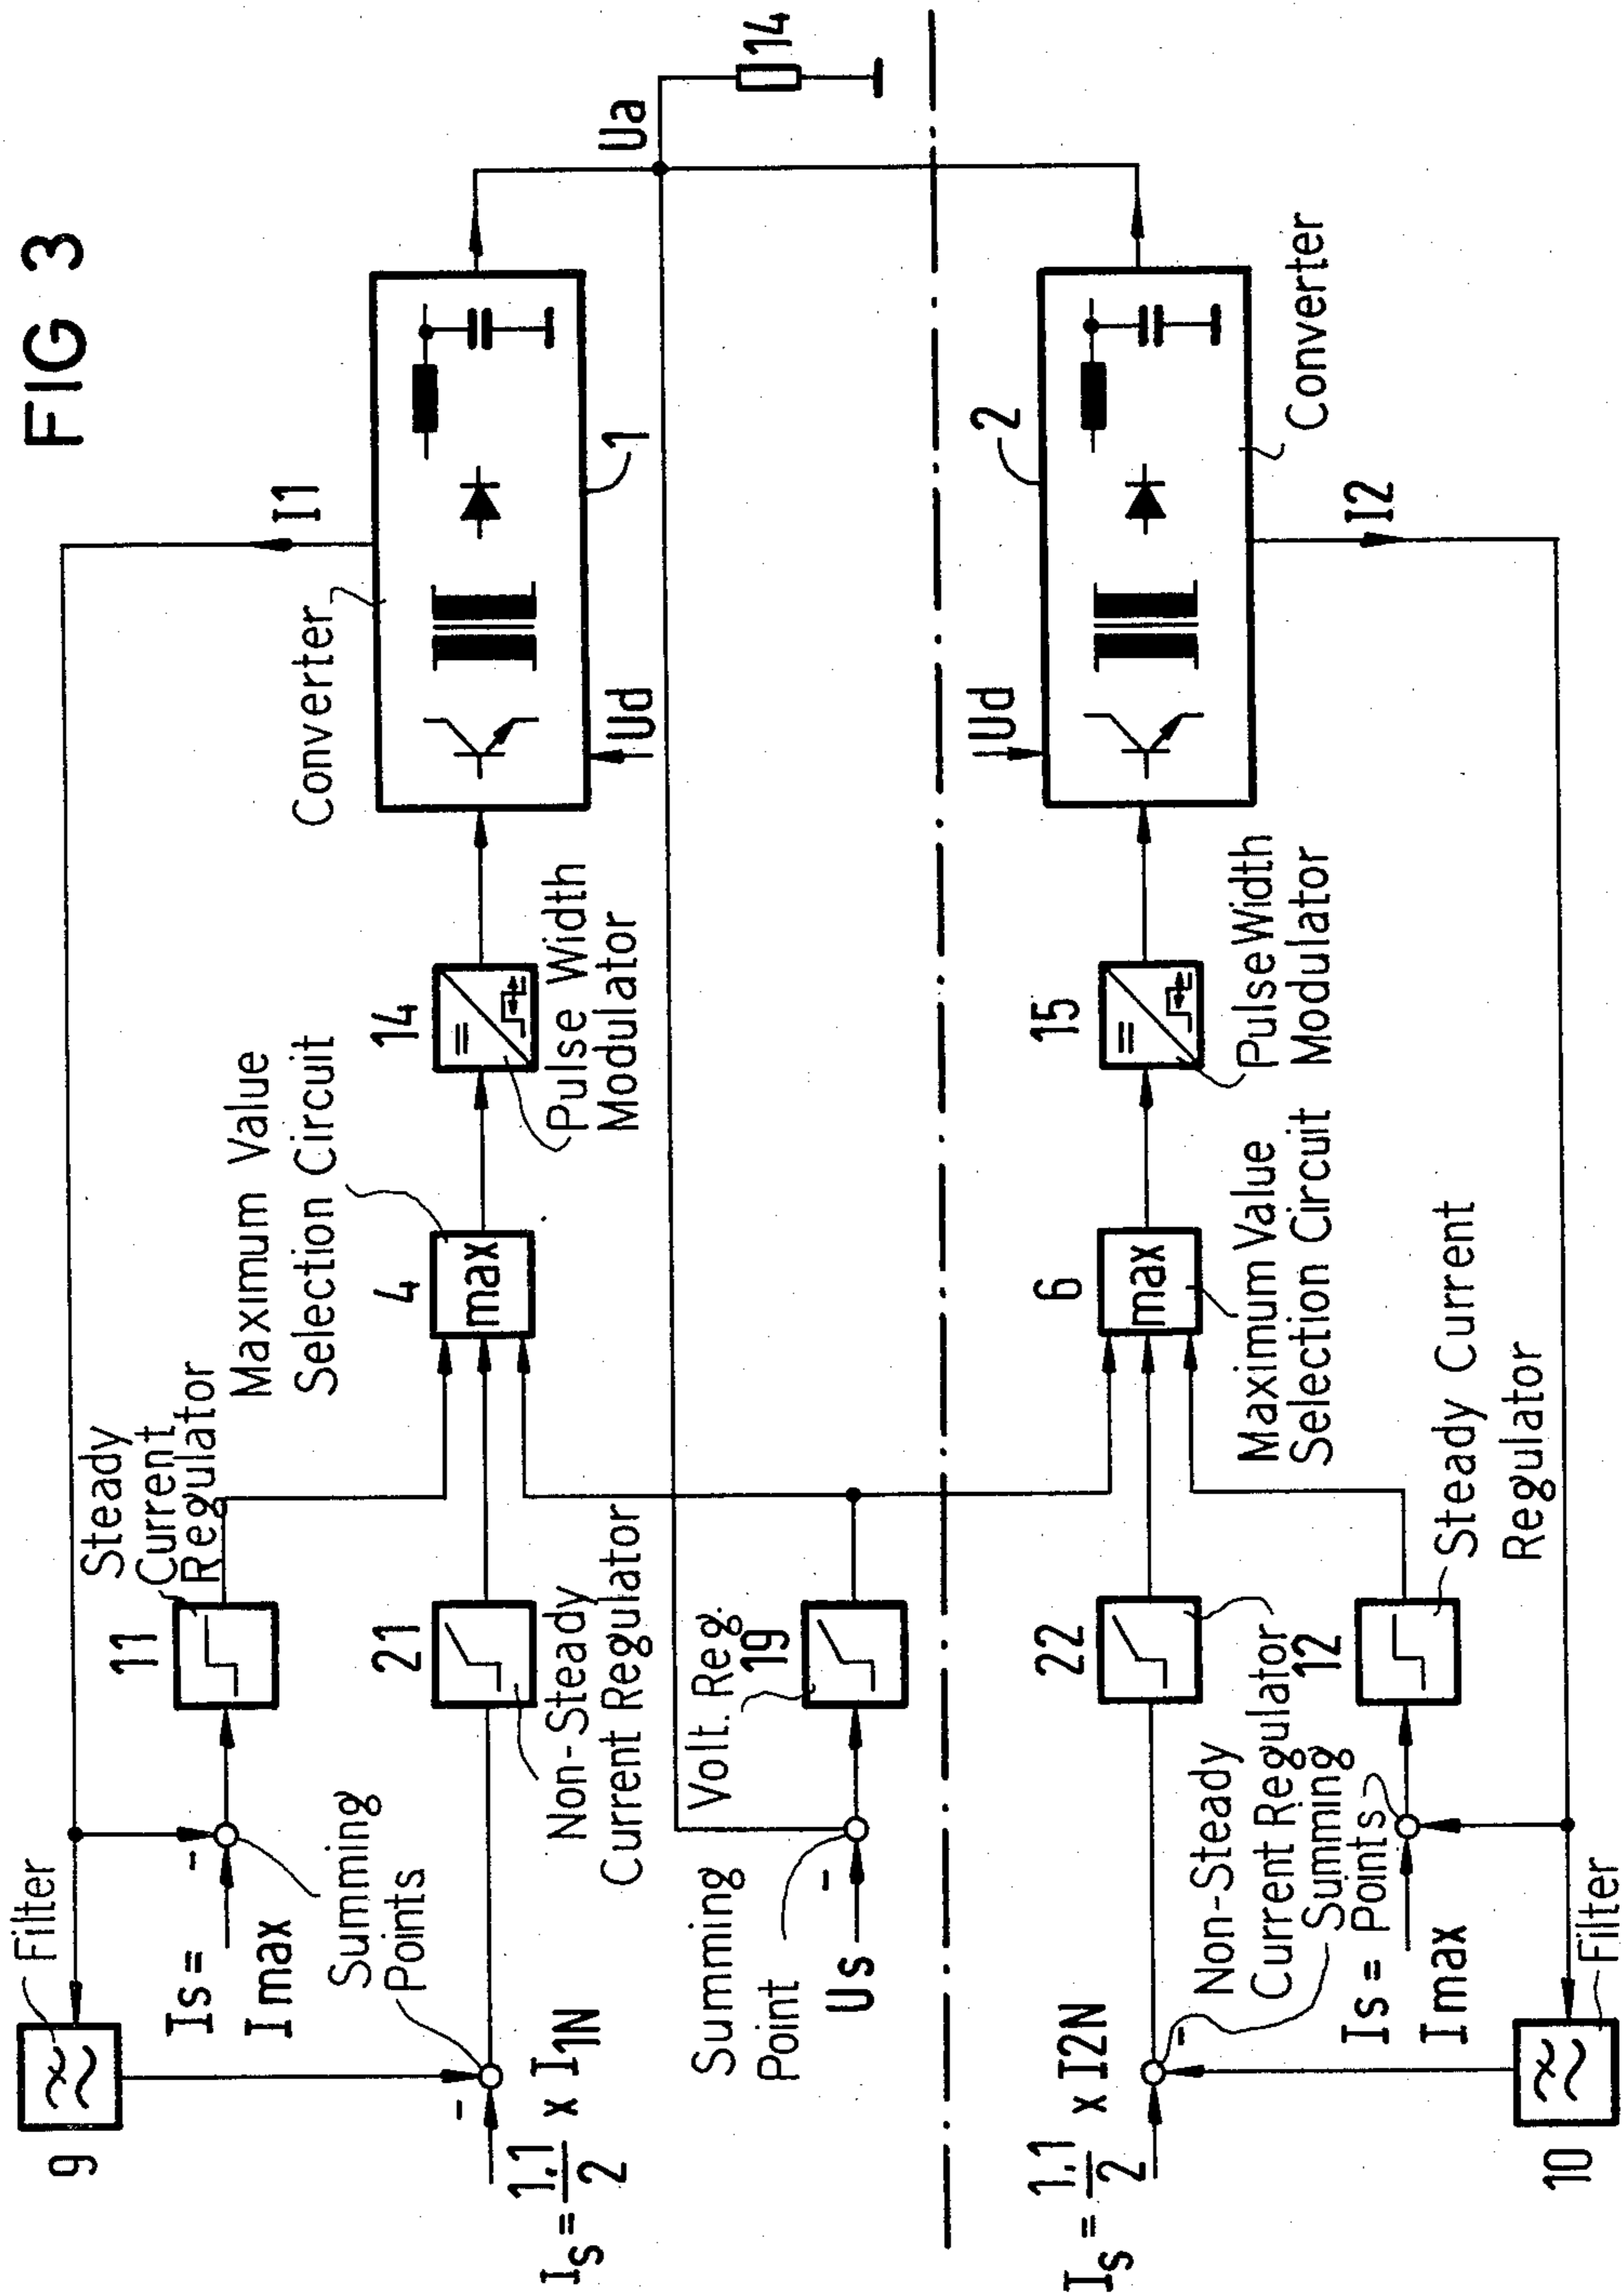 FIG 3
Filter
9
Is =
I max
Summing
Points
Steady
Current
Regulator
11
Maximum Value
Selection Circuit
4
max
14
Pulse Width
Modulator
Converter
I1
1
Ud
Ua
14
21
Non-Steady
Current Regulator
Is = 1.1/2 x I1N
Volt. Reg.
19
Summing
Point
Us
2
Ud
Converter
I2
15
Pulse Width
Modulator
6
max
Maximum Value
Selection Circuit
22
Non-Steady
Current Regulator
12
Steady Current
Regulator
Summing
Points
Is =
I max
Is = 1.1/2 x I2N
10
Filter
=
=
-
-
-
-